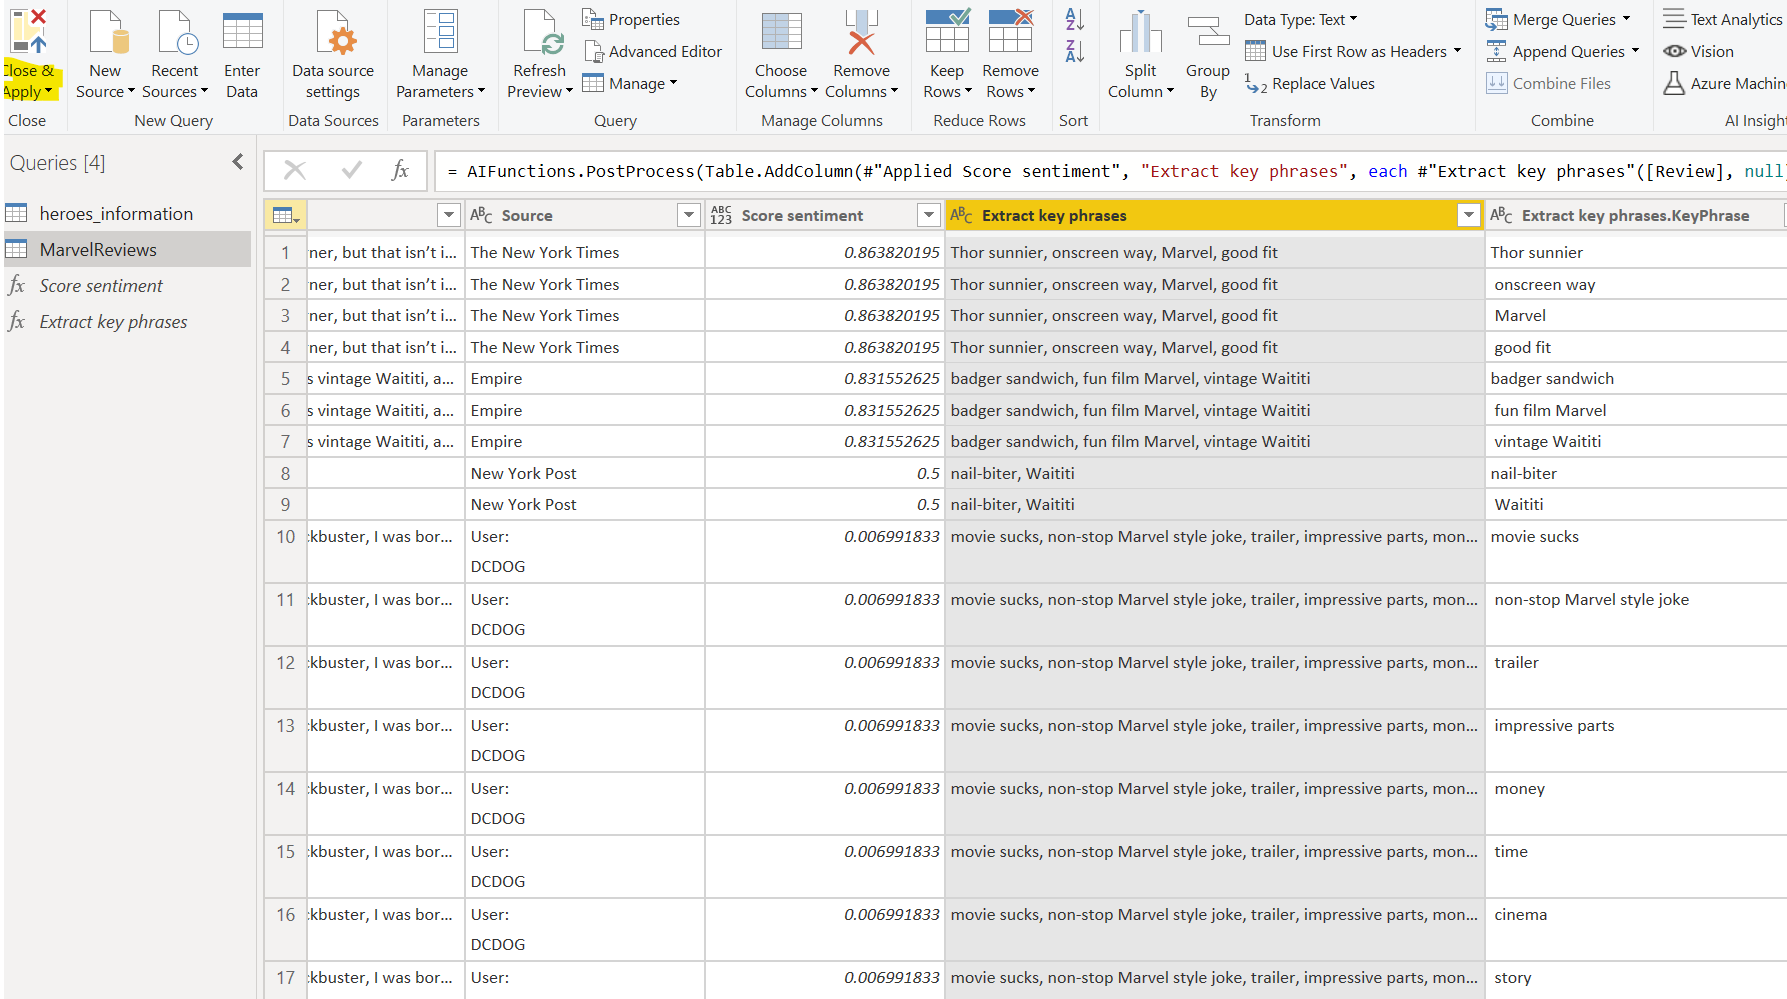 Close &
Apply
New
Source
Recent
Sources
Enter
Data
Data source
settings
Manage
Parameters
Refresh
Preview
Properties
Advanced Editor
Manage
Choose
Columns
Remove
Columns
Keep
Rows
Remove
Rows
A
Z
Z
A
Split
Column
Group
By
Data Type: Text
Use First Row as Headers
1 2 Replace Values
Merge Queries
Append Queries
Combine Files
Text Analytics
Vision
Azure Machin
Close
New Query
Data Sources
Parameters
Query
Manage Columns
Reduce Rows
Sort
Transform
Combine
AI Insight
Queries [4]
fx = AIFunctions.PostProcess(Table.AddColumn(#"Applied Score sentiment", "Extract key phrases", each #"Extract key phrases"([Review], null)
heroes_information
MarvelReviews
fx Score sentiment
fx Extract key phrases
ABC Source ABC 123 Score sentiment ABC Extract key phrases ABC Extract key phrases.KeyPhrase
1 ner, but that isn’t i... The New York Times 0.863820195 Thor sunnier, onscreen way, Marvel, good fit Thor sunnier
2 ner, but that isn’t i... The New York Times 0.863820195 Thor sunnier, onscreen way, Marvel, good fit onscreen way
3 ner, but that isn’t i... The New York Times 0.863820195 Thor sunnier, onscreen way, Marvel, good fit Marvel
4 ner, but that isn’t i... The New York Times 0.863820195 Thor sunnier, onscreen way, Marvel, good fit good fit
5 s vintage Waititi, a... Empire 0.831552625 badger sandwich, fun film Marvel, vintage Waititi badger sandwich
6 s vintage Waititi, a... Empire 0.831552625 badger sandwich, fun film Marvel, vintage Waititi fun film Marvel
7 s vintage Waititi, a... Empire 0.831552625 badger sandwich, fun film Marvel, vintage Waititi vintage Waititi
8 New York Post 0.5 nail-biter, Waititi nail-biter
9 New York Post 0.5 nail-biter, Waititi Waititi
10 ckbuster, I was bor... User: 0.006991833 movie sucks, non-stop Marvel style joke, trailer, impressive parts, mon... movie sucks
DCDOG
11 ckbuster, I was bor... User: 0.006991833 movie sucks, non-stop Marvel style joke, trailer, impressive parts, mon... non-stop Marvel style joke
DCDOG
12 ckbuster, I was bor... User: 0.006991833 movie sucks, non-stop Marvel style joke, trailer, impressive parts, mon... trailer
DCDOG
13 ckbuster, I was bor... User: 0.006991833 movie sucks, non-stop Marvel style joke, trailer, impressive parts, mon... impressive parts
DCDOG
14 ckbuster, I was bor... User: 0.006991833 movie sucks, non-stop Marvel style joke, trailer, impressive parts, mon... money
DCDOG
15 ckbuster, I was bor... User: 0.006991833 movie sucks, non-stop Marvel style joke, trailer, impressive parts, mon... time
DCDOG
16 ckbuster, I was bor... User: 0.006991833 movie sucks, non-stop Marvel style joke, trailer, impressive parts, mon... cinema
DCDOG
17 ckbuster, I was bor... User: 0.006991833 movie sucks, non-stop Marvel style joke, trailer, impressive parts, mon... story